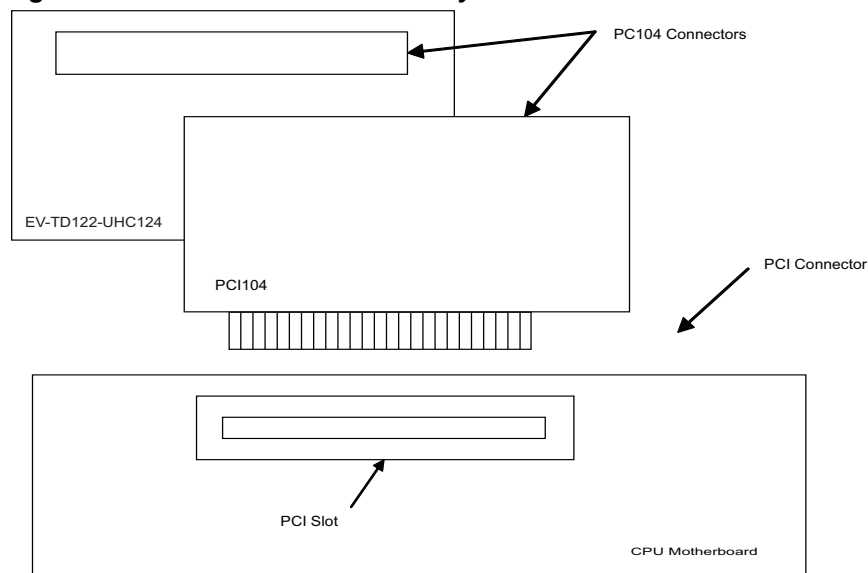 PC104 Connectors
EV-TD122-UHC124
PCI Connector
PCI104
PCI Slot
CPU Motherboard